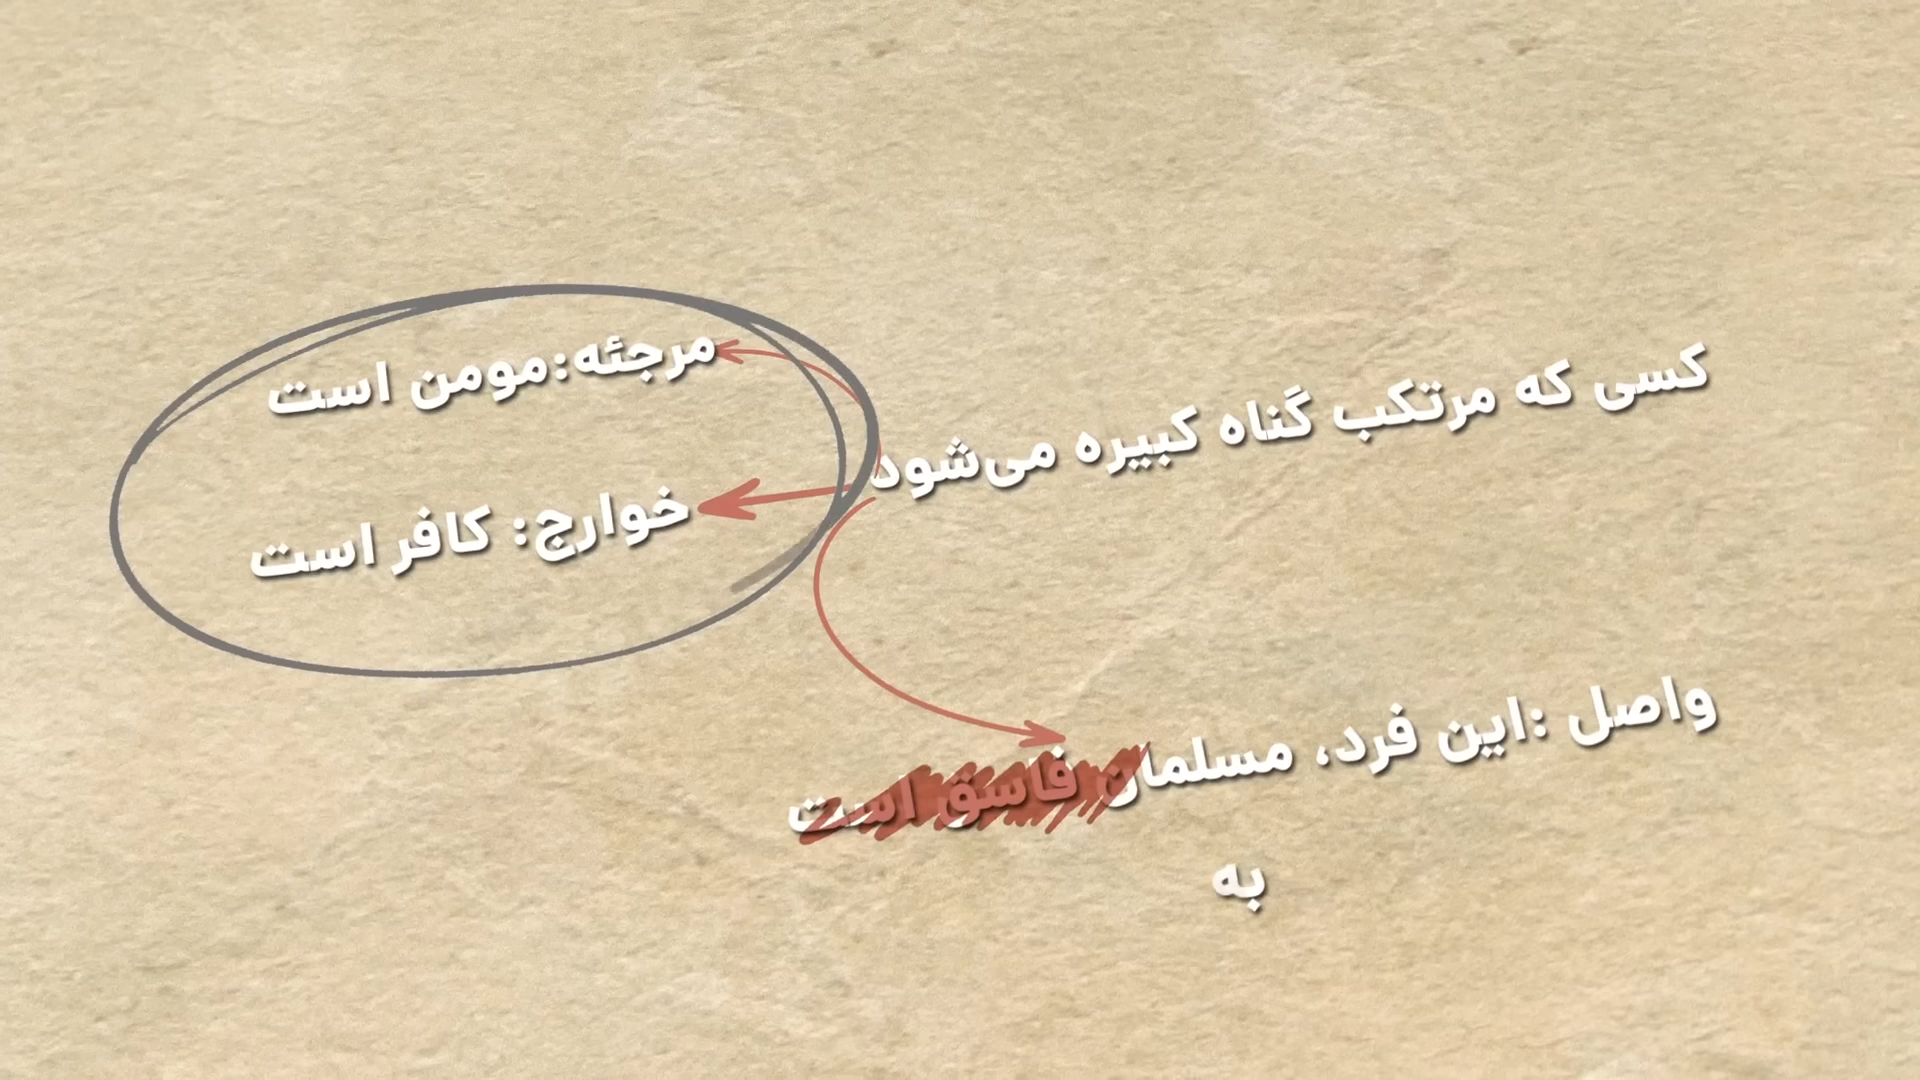 کسی که مرتکب گناه کبیره می‌شود
مرجئه:مومن است
خوارج: کافر است
واصل :این فرد، مسلمان فاسق است
به